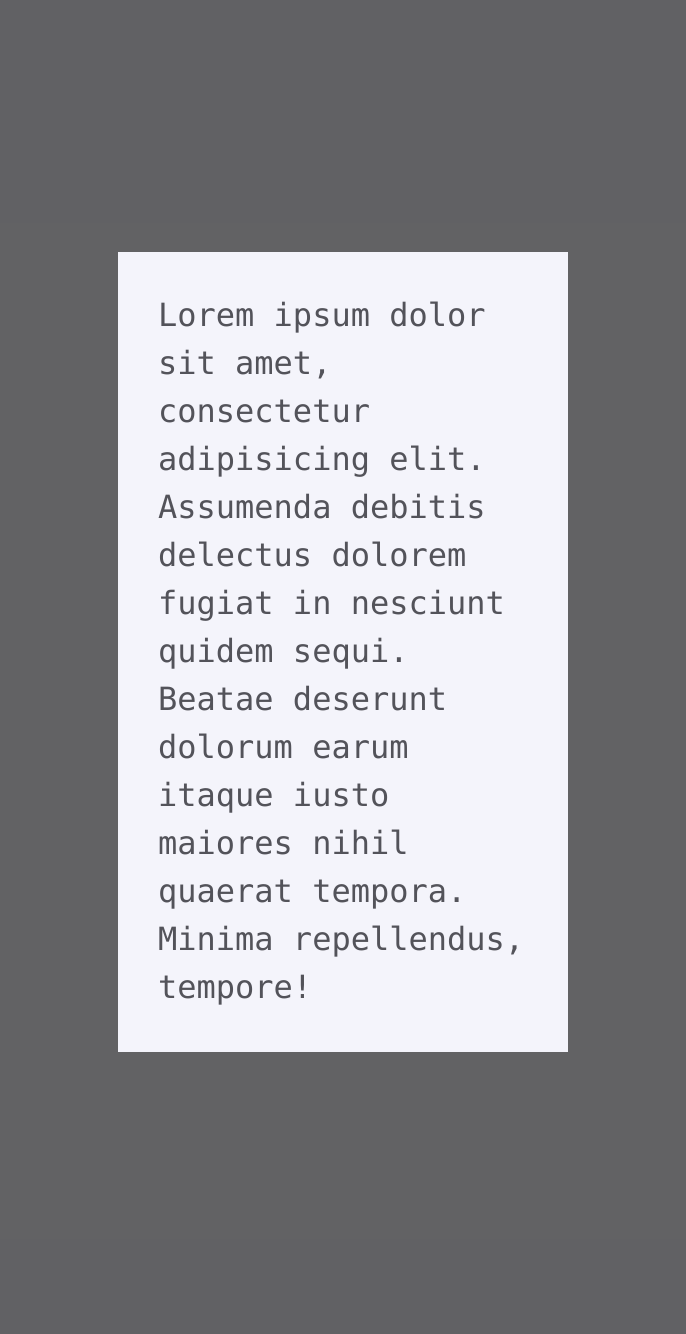 Lorem ipsum dolor
sit amet,
consectetur
adipisicing elit.
Assumenda debitis
delectus dolorem
fugiat in nesciunt
quidem sequi.
Beatae deserunt
dolorum earum
itaque iusto
maiores nihil
quaerat tempora.
Minima repellendus,
tempore!